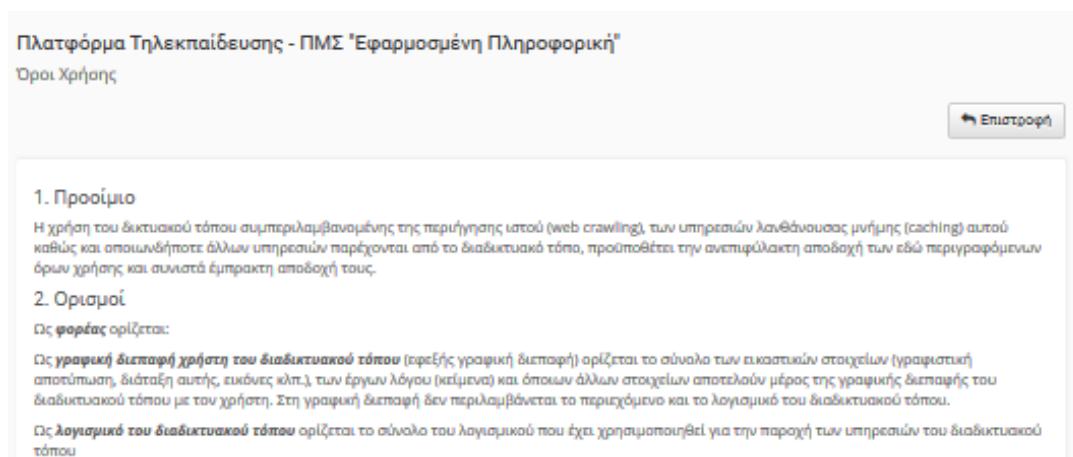 Πλατφόρμα Τηλεκπαίδευσης - ΠΜΣ "Εφαρμοσμένη Πληροφορική"
Όροι Χρήσης
Επιστροφή
1. Προοίμιο
Η χρήση του δικτυακού τόπου συμπεριλαμβανομένης της περιήγησης ιστού (web crawling), των υπηρεσιών λανθάνουσας μνήμης (caching) αυτού
καθώς και οποιωνδήποτε άλλων υπηρεσιών παρέχονται από το διαδικτυακό τόπο, προϋποθέτει την ανεπιφύλακτη αποδοχή των εδώ περιγραφόμενων
όρων χρήσης και συνιστά έμπρακτη αποδοχή τους.
2. Ορισμοί
Ως φορέας ορίζεται:
Ως γραφική διεπαφή χρήστη του διαδικτυακού τόπου (εφεξής γραφική διεπαφή) ορίζεται το σύνολο των εικαστικών στοιχείων (γραφιστική
αποτύπωση, διάταξη αυτής, εικόνες κλπ.), των έργων λόγου (κείμενα) και όποιων άλλων στοιχείων αποτελούν μέρος της γραφικής διεπαφής του
διαδικτυακού τόπου με τον χρήστη. Στη γραφική διεπαφή δεν περιλαμβάνεται το περιεχόμενο και το λογισμικό του διαδικτυακού τόπου.
Ως λογισμικό του διαδικτυακού τόπου ορίζεται το σύνολο του λογισμικού που έχει χρησιμοποιηθεί για την παροχή των υπηρεσιών του διαδικτυακού
τόπου